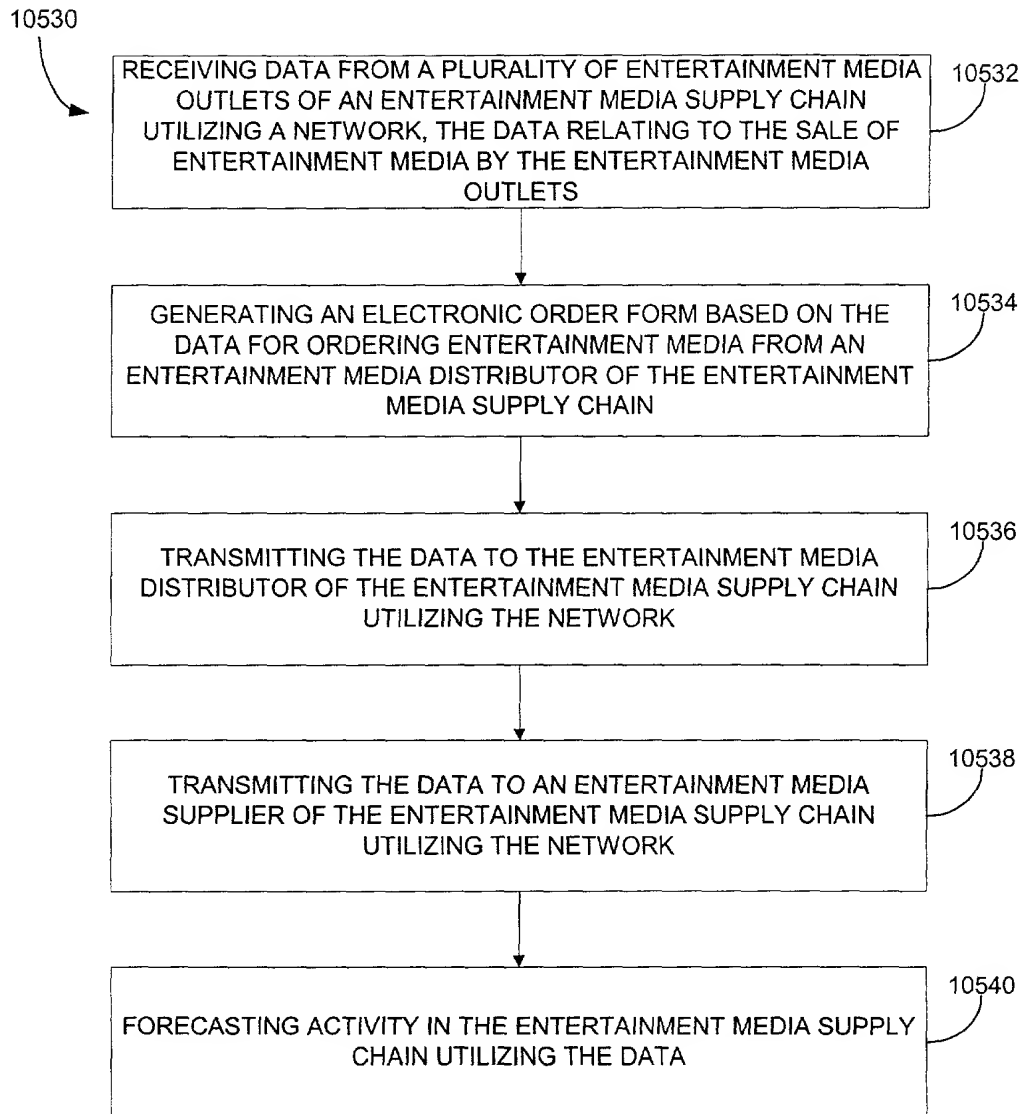 10530
RECEIVING DATA FROM A PLURALITY OF ENTERTAINMENT MEDIA
OUTLETS OF AN ENTERTAINMENT MEDIA SUPPLY CHAIN
UTILIZING A NETWORK, THE DATA RELATING TO THE SALE OF
ENTERTAINMENT MEDIA BY THE ENTERTAINMENT MEDIA
OUTLETS
10532
GENERATING AN ELECTRONIC ORDER FORM BASED ON THE
DATA FOR ORDERING ENTERTAINMENT MEDIA FROM AN
ENTERTAINMENT MEDIA DISTRIBUTOR OF THE ENTERTAINMENT
MEDIA SUPPLY CHAIN
10534
TRANSMITTING THE DATA TO THE ENTERTAINMENT MEDIA
DISTRIBUTOR OF THE ENTERTAINMENT MEDIA SUPPLY CHAIN
UTILIZING THE NETWORK
10536
TRANSMITTING THE DATA TO AN ENTERTAINMENT MEDIA
SUPPLIER OF THE ENTERTAINMENT MEDIA SUPPLY CHAIN
UTILIZING THE NETWORK
10538
FORECASTING ACTIVITY IN THE ENTERTAINMENT MEDIA SUPPLY
CHAIN UTILIZING THE DATA
10540